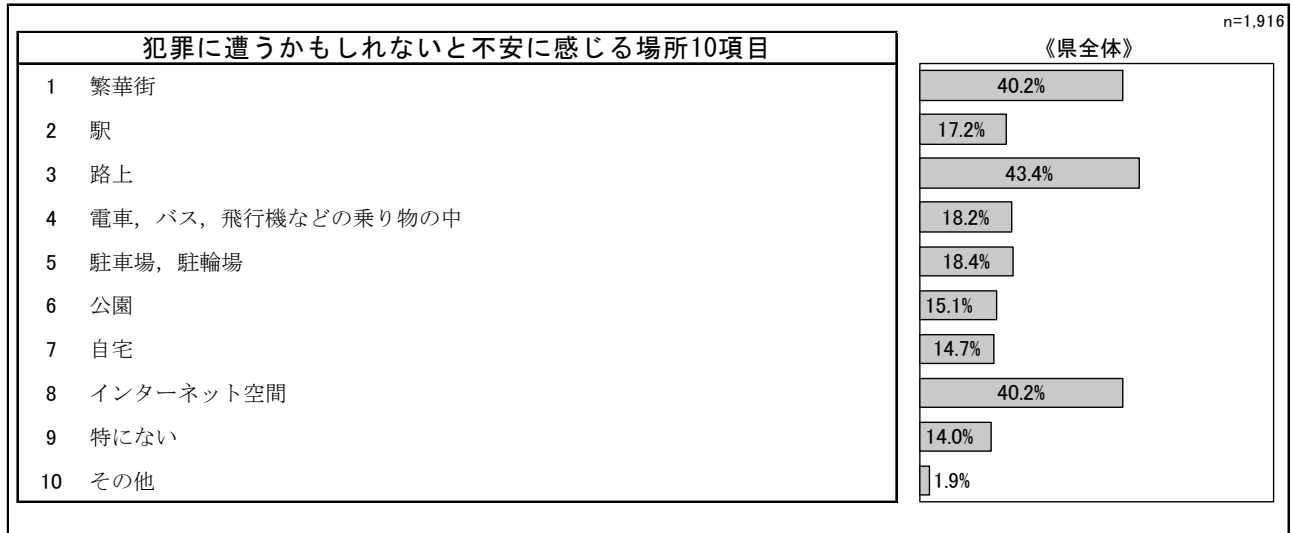 n=1,916
犯罪に遭うかもしれないと不安に感じる場所10項目 《県全体》
1 繁華街 40.2%
2 駅 17.2%
3 路上 43.4%
4 電車，バス，飛行機などの乗り物の中 18.2%
5 駐車場，駐輪場 18.4%
6 公園 15.1%
7 自宅 14.7%
8 インターネット空間 40.2%
9 特にない 14.0%
10 その他 1.9%